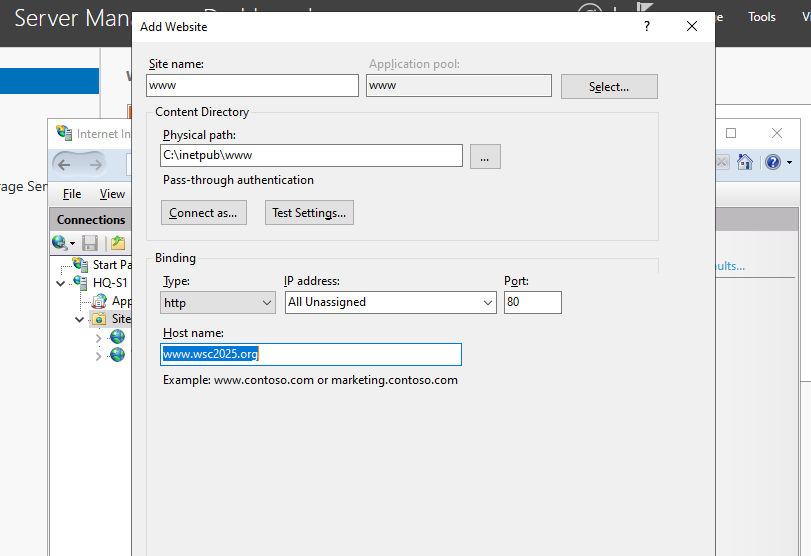 Server Man
Tools
Add Website
?
Site name:
Application pool:
www
www
Select...
Content Directory
Internet In
Physical path:
C:\inetpub\www
...
Pass-through authentication
File
View
Connect as...
Test Settings...
Connections
Binding
Start Pa
Type:
IP address:
Port:
HQ-S1
http
All Unassigned
80
App
Site
Host name:
www.wsc2025.org
Example: www.contoso.com or marketing.contoso.com